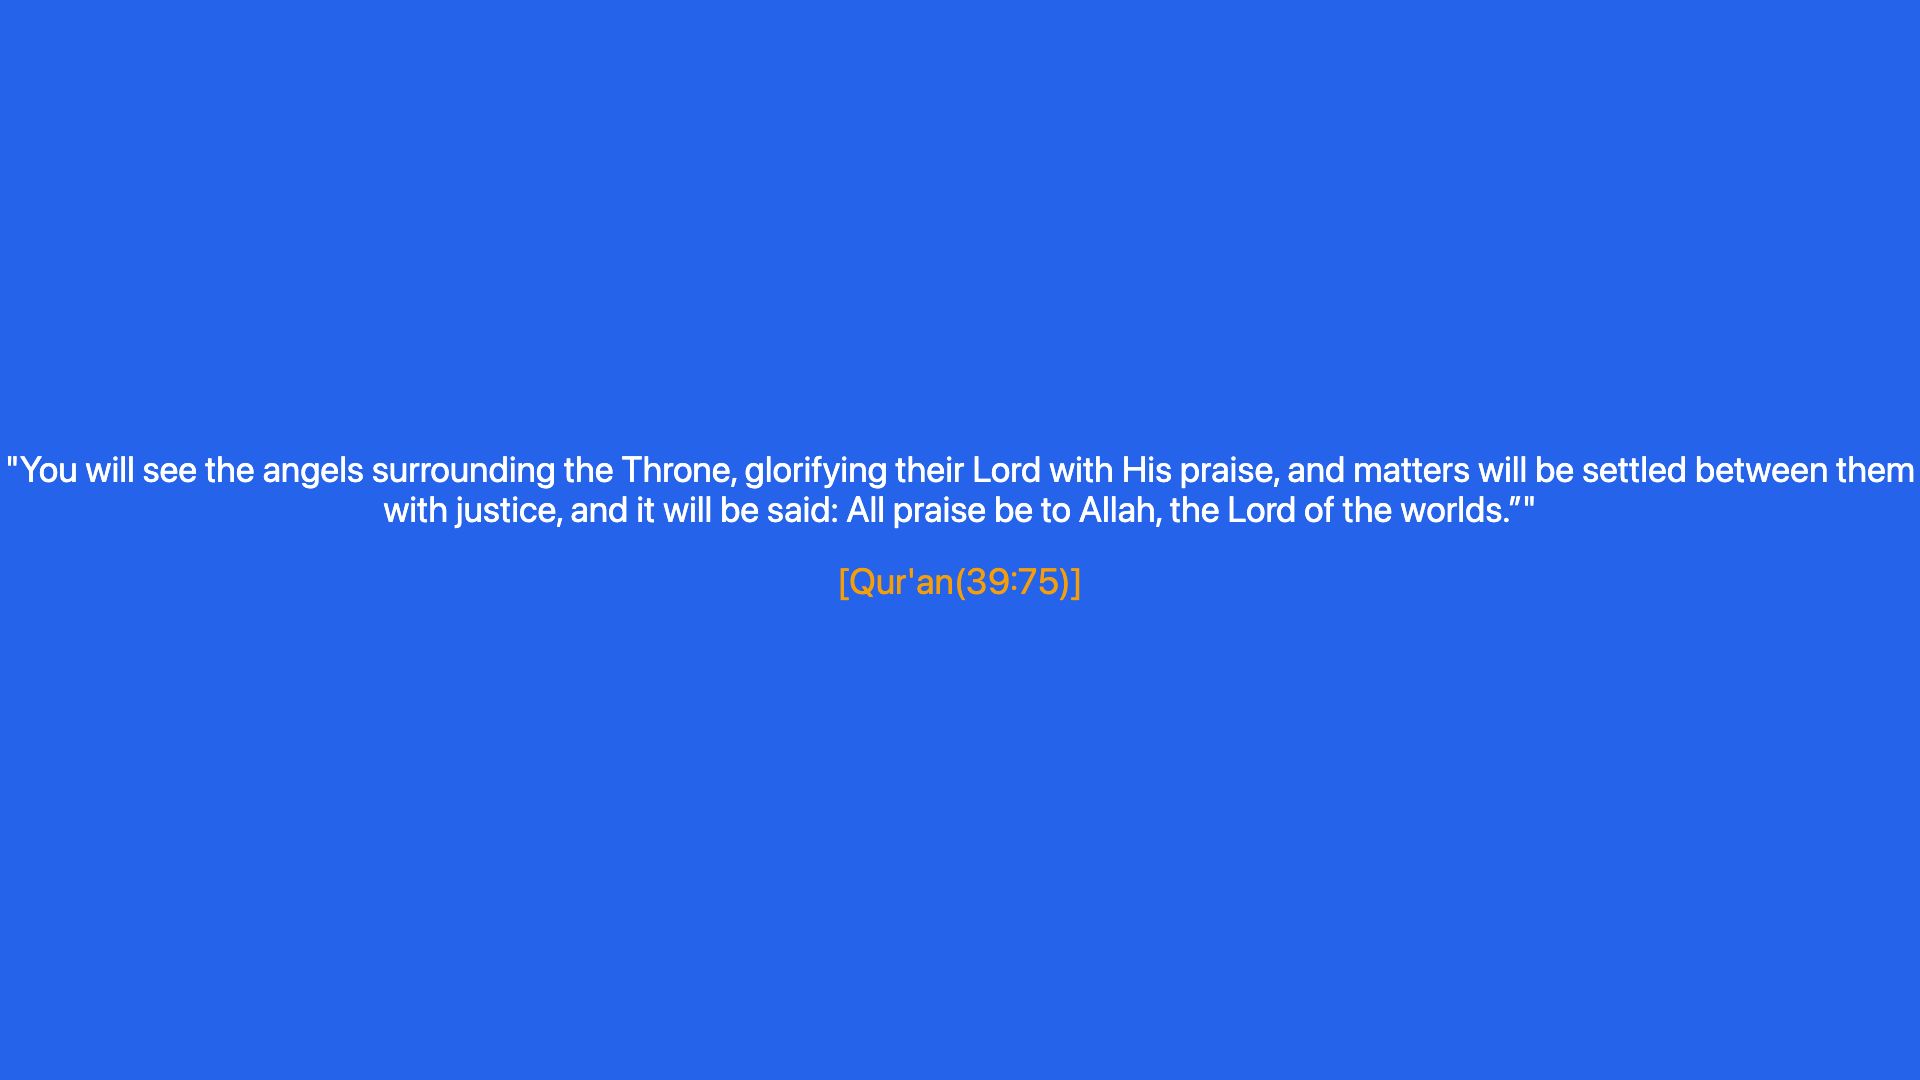 "You will see the angels surrounding the Throne, glorifying their Lord with His praise, and matters will be settled between them
with justice, and it will be said: All praise be to Allah, the Lord of the worlds.”"
[Qur'an(39:75)]